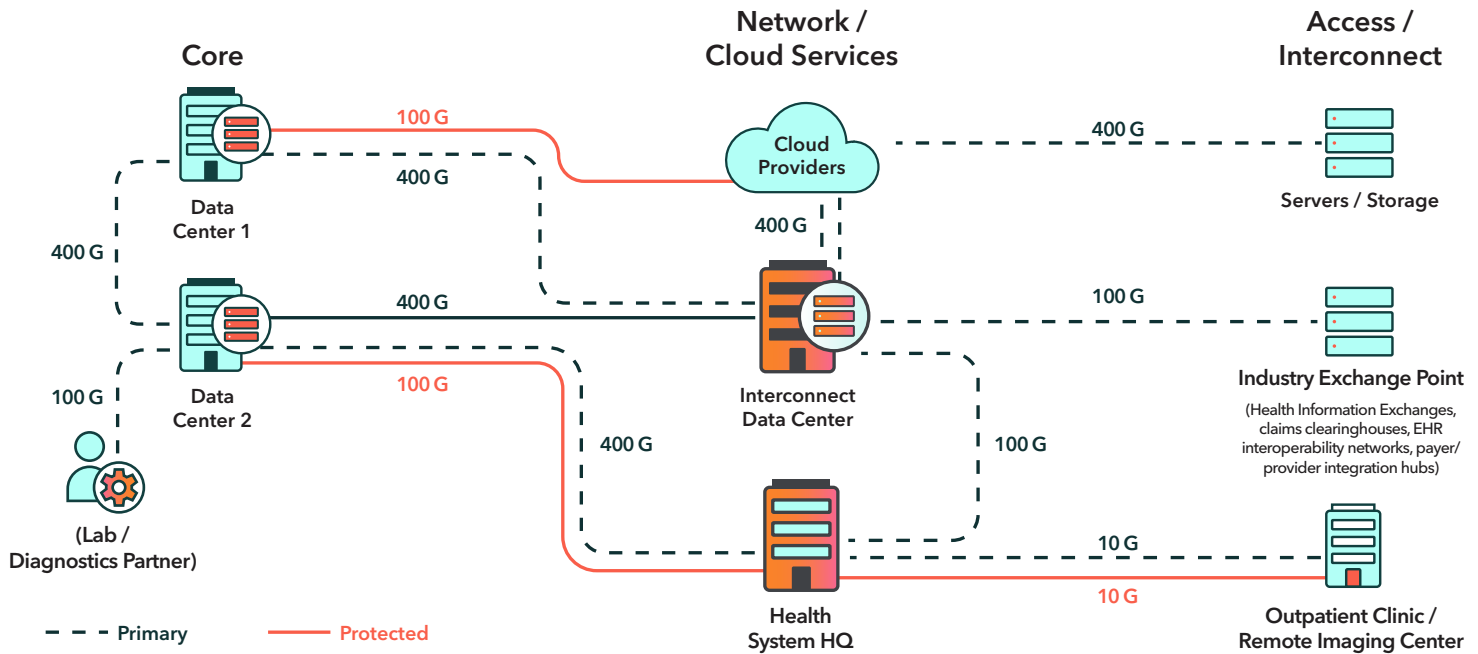 Core
Network /
Cloud Services
Access /
Interconnect
100 G
400 G
Cloud
Providers
400 G
Servers / Storage
Data
Center 1
400 G
400 G
400 G
100 G
Data
Center 2
100 G
100 G
Interconnect
Data Center
Industry Exchange Point
(Health Information Exchanges,
claims clearinghouses, EHR
interoperability networks, payer/
provider integration hubs)
400 G
100 G
(Lab /
Diagnostics Partner)
10 G
10 G
Health
System HQ
Outpatient Clinic /
Remote Imaging Center
Primary
Protected